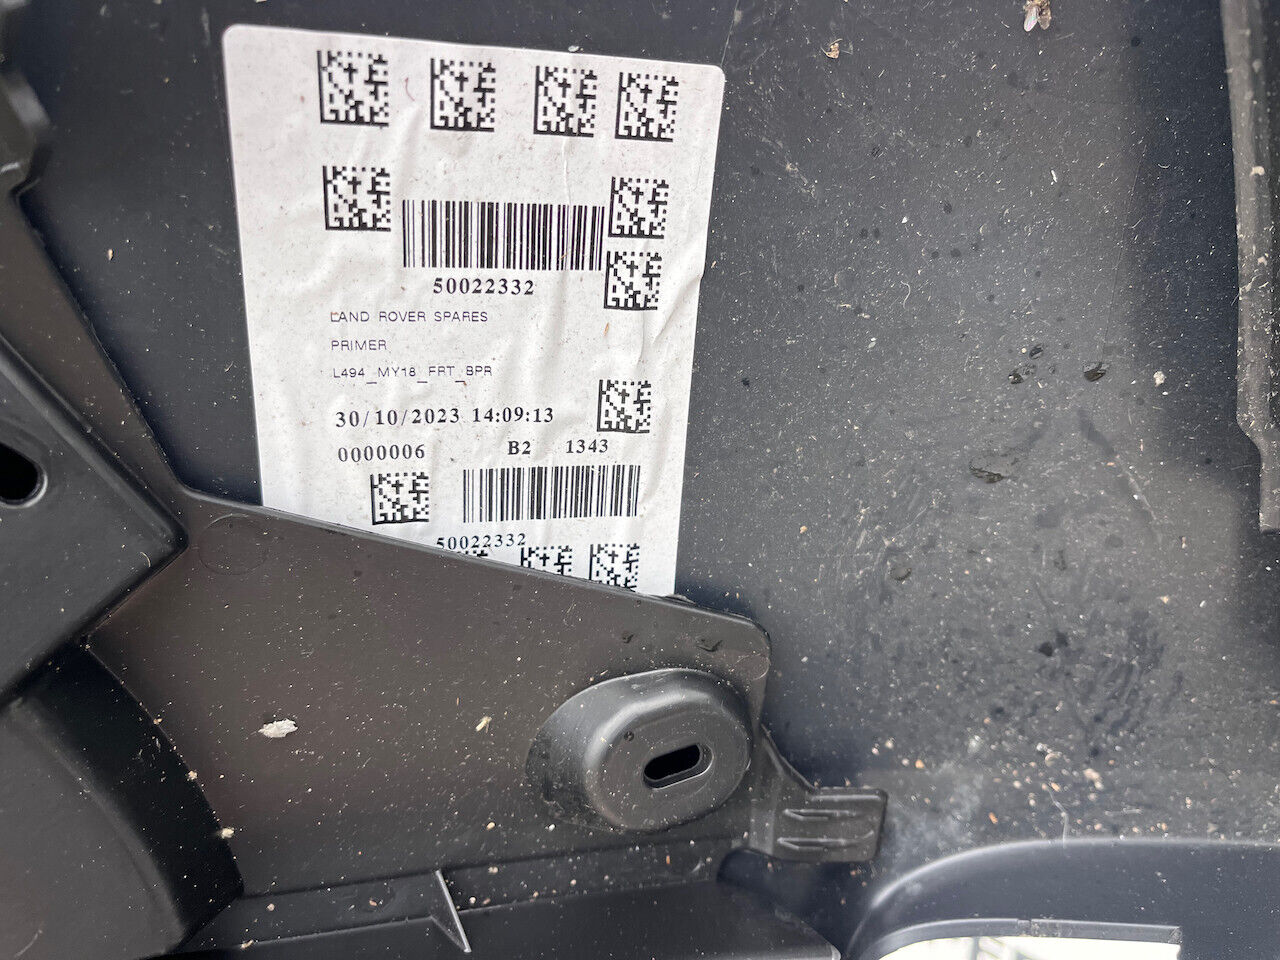 50022332
LAND ROVER SPARES
PRIMER
L494_MY18_FRT_BPR
30/10/2023 14:09:13
0000006 B2 1343
50022332